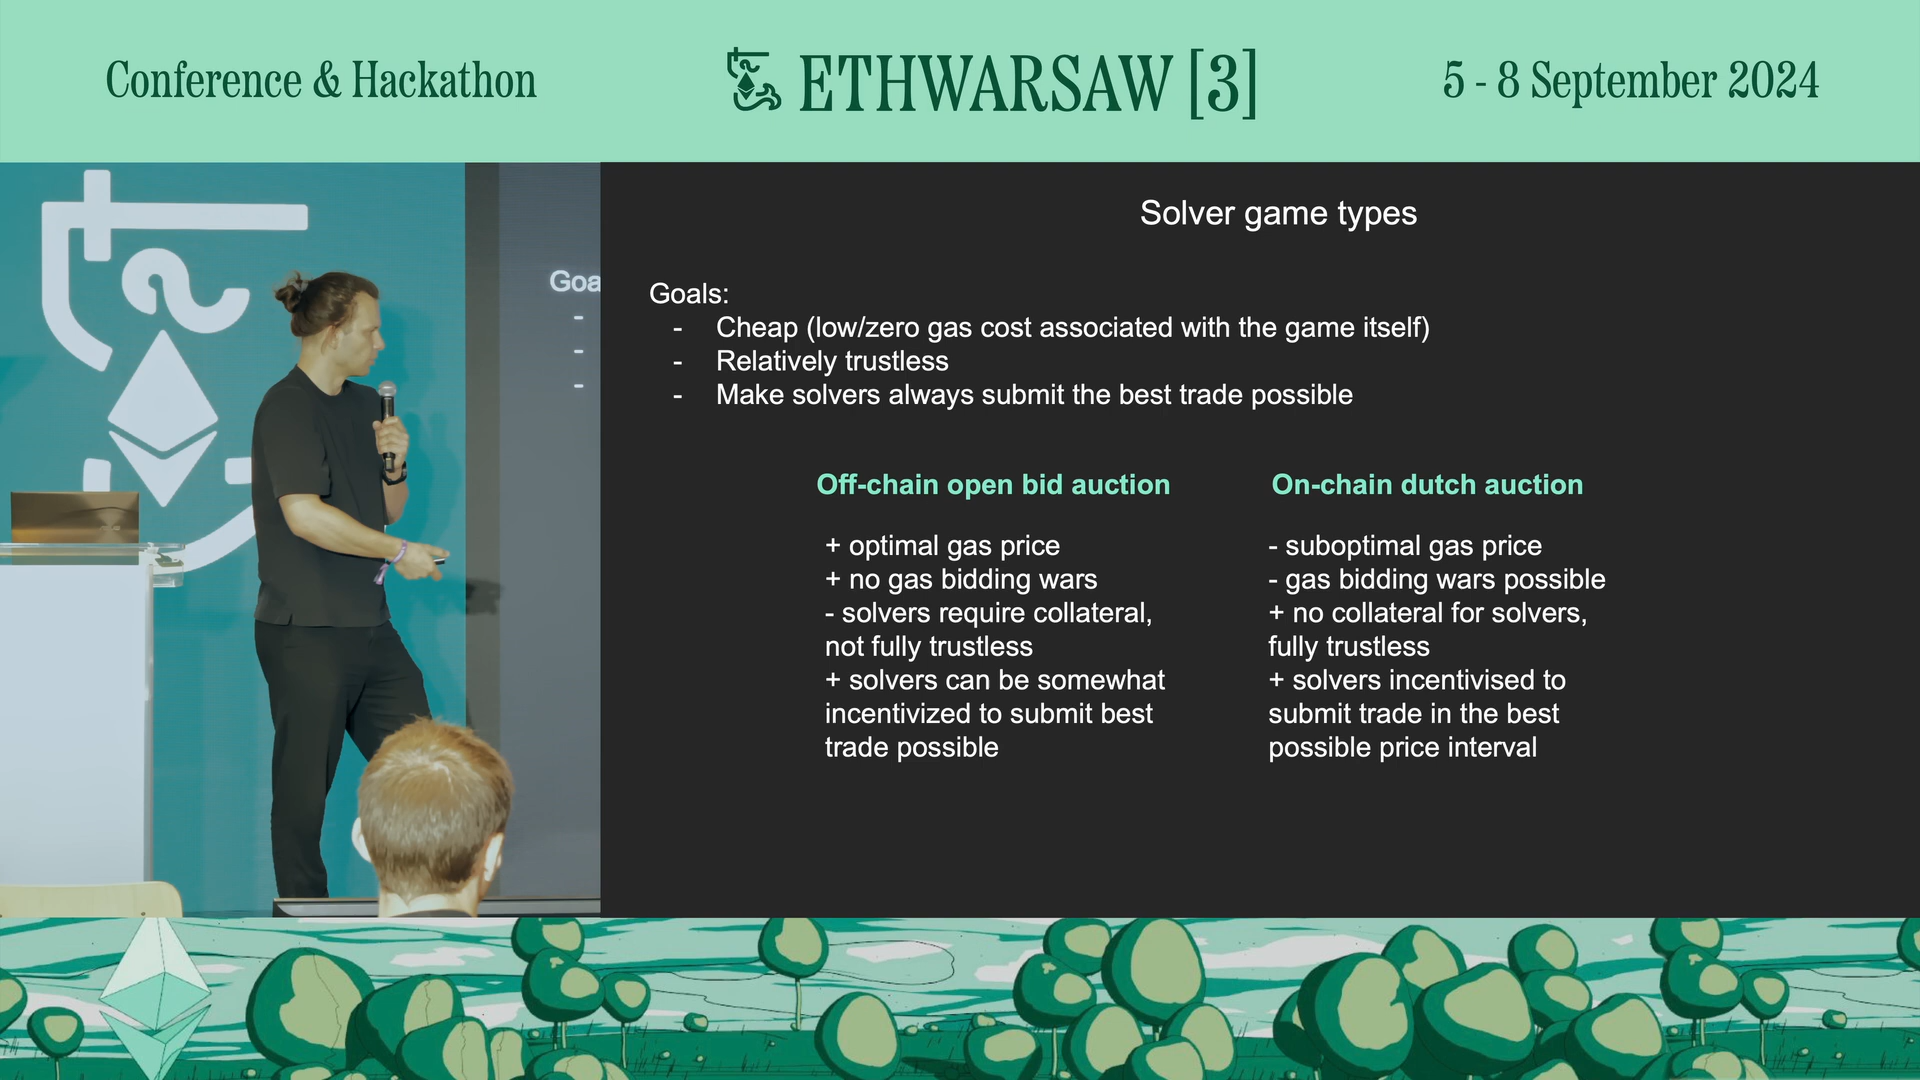 Conference & Hackathon
ETHWARSAW [3]
5 - 8 September 2024
Goa
-
-
-
Solver game types
Goals:
- Cheap (low/zero gas cost associated with the game itself)
- Relatively trustless
- Make solvers always submit the best trade possible
Off-chain open bid auction
+ optimal gas price
+ no gas bidding wars
- solvers require collateral,
not fully trustless
+ solvers can be somewhat
incentivized to submit best
trade possible
On-chain dutch auction
- suboptimal gas price
- gas bidding wars possible
+ no collateral for solvers,
fully trustless
+ solvers incentivised to
submit trade in the best
possible price interval